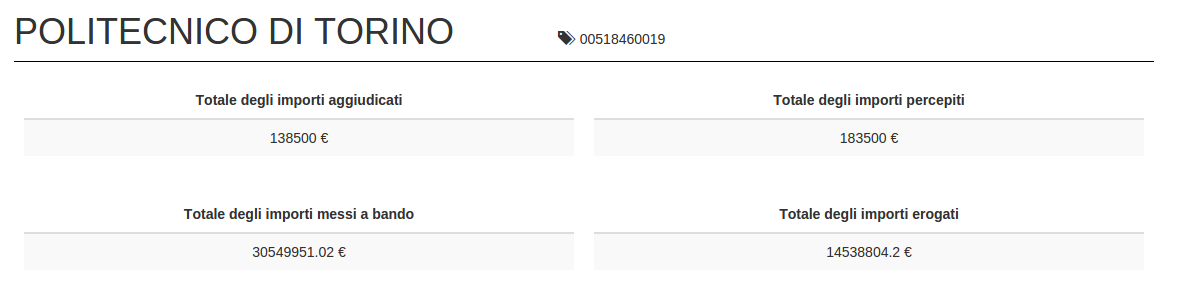 POLITECNICO DI TORINO
00518460019
Totale degli importi aggiudicati
138500 €
Totale degli importi percepiti
183500 €
Totale degli importi messi a bando
30549951.02 €
Totale degli importi erogati
14538804.2 €